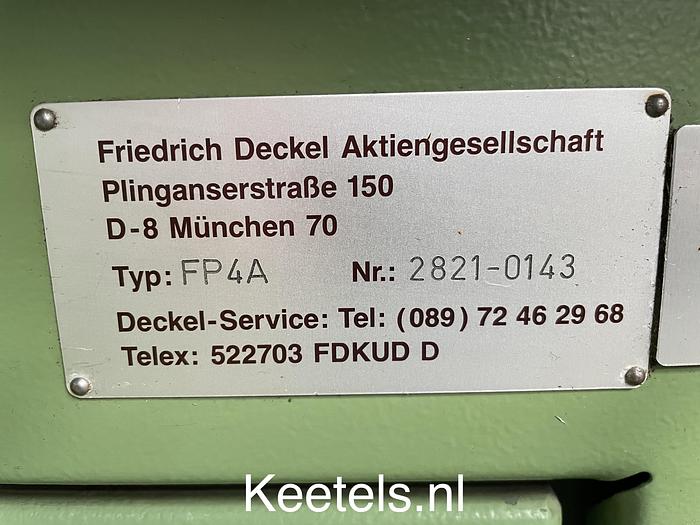 Friedrich Deckel Aktiengesellschaft
Plinganserstraße 150
D-8 München 70
Typ: FP4A Nr.: 2821-0143
Deckel-Service: Tel: (089) 72 46 29 68
Telex: 522703 FDKUD D
Keetels.nl